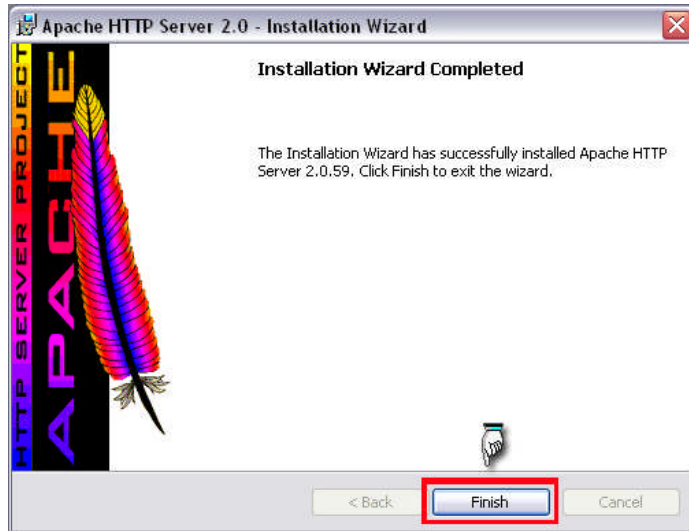 Apache HTTP Server 2.0 - Installation Wizard
HTTP SERVER PROJECT
APACHE
Installation Wizard Completed
The Installation Wizard has successfully installed Apache HTTP
Server 2.0.59. Click Finish to exit the wizard.
< Back
Finish
Cancel